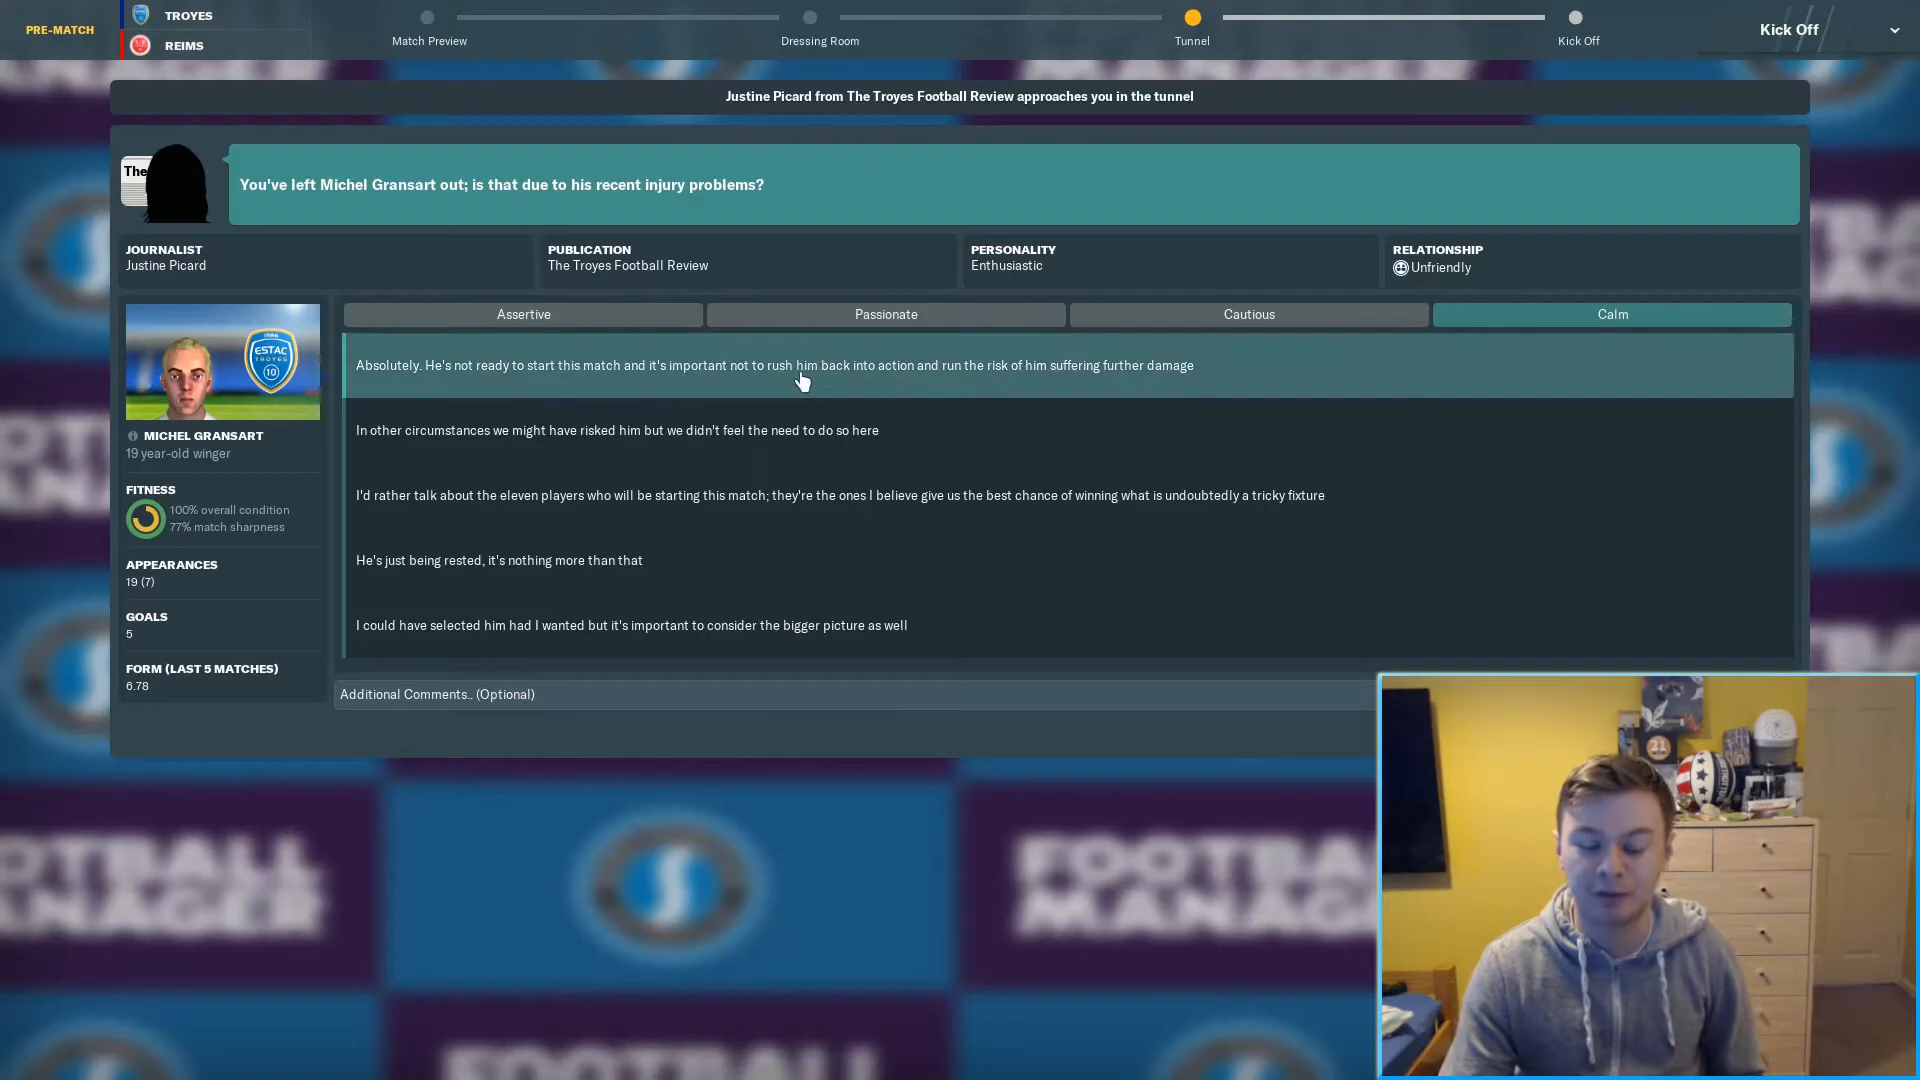 PRE-MATCH
TROYES
REIMS
Match Preview
Dressing Room
Tunnel
Kick Off
Kick Off
Justine Picard from The Troyes Football Review approaches you in the tunnel
The
You've left Michel Gransart out; is that due to his recent injury problems?
JOURNALIST
Justine Picard
PUBLICATION
The Troyes Football Review
PERSONALITY
Enthusiastic
RELATIONSHIP
Unfriendly
Assertive
Passionate
Cautious
Calm
1986
ESTAC
TROYES
10
Absolutely. He's not ready to start this match and it's important not to rush him back into action and run the risk of him suffering further damage
In other circumstances we might have risked him but we didn't feel the need to do so here
I'd rather talk about the eleven players who will be starting this match; they're the ones I believe give us the best chance of winning what is undoubtedly a tricky fixture
He's just being rested, it's nothing more than that
I could have selected him had I wanted but it's important to consider the bigger picture as well
MICHEL GRANSART
19 year-old winger
FITNESS
100% overall condition
77% match sharpness
APPEARANCES
19 (7)
GOALS
5
FORM (LAST 5 MATCHES)
6.78
Additional Comments.. (Optional)
21
FOOTBALL
MANAGER